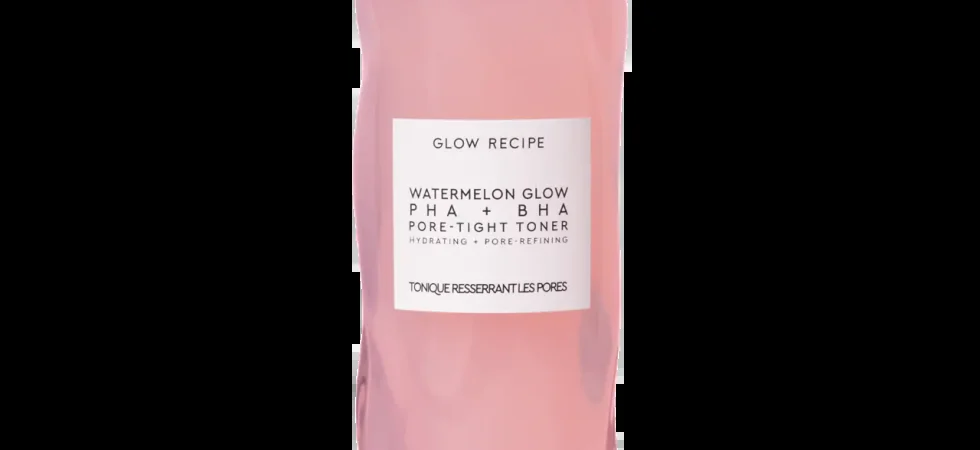 GLOW RECIPE
WATERMELON GLOW
PHA + BHA
PORE-TIGHT TONER
HYDRATING + PORE-REFINING
TONIQUE RESSERRANT LES PORES